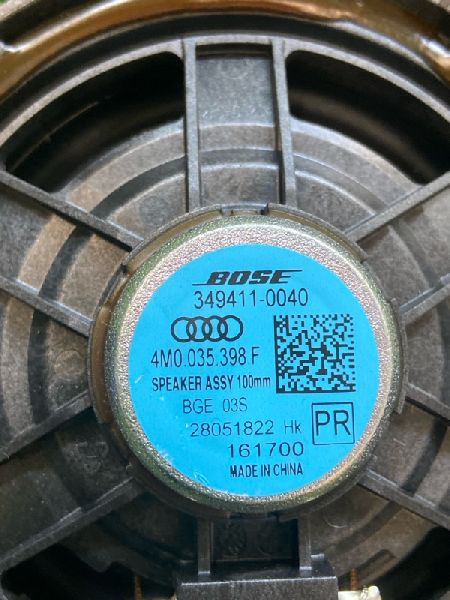 BOSE
349411-0040
4M0.035.398 F
SPEAKER ASSY 100mm
BGE 03S
28051822 Hk
PR
161700
MADE IN CHINA